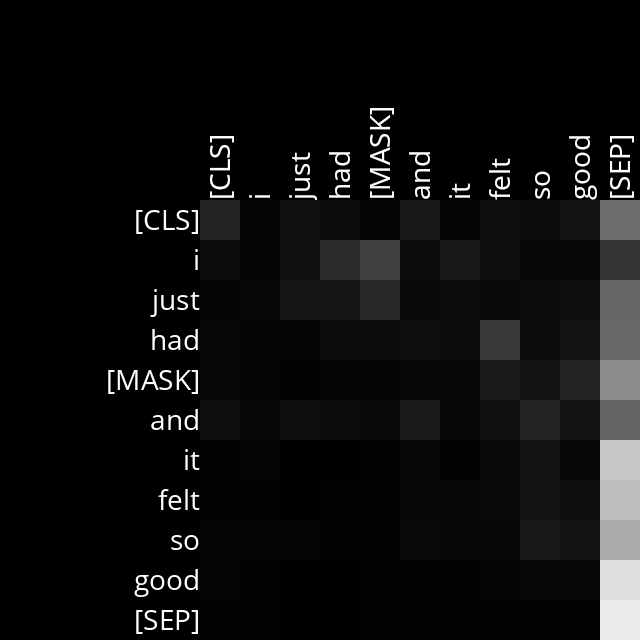 [CLS] i just had [MASK] and it felt so good [SEP]
[CLS]
i
just
had
[MASK]
and
it
felt
so
good
[SEP]